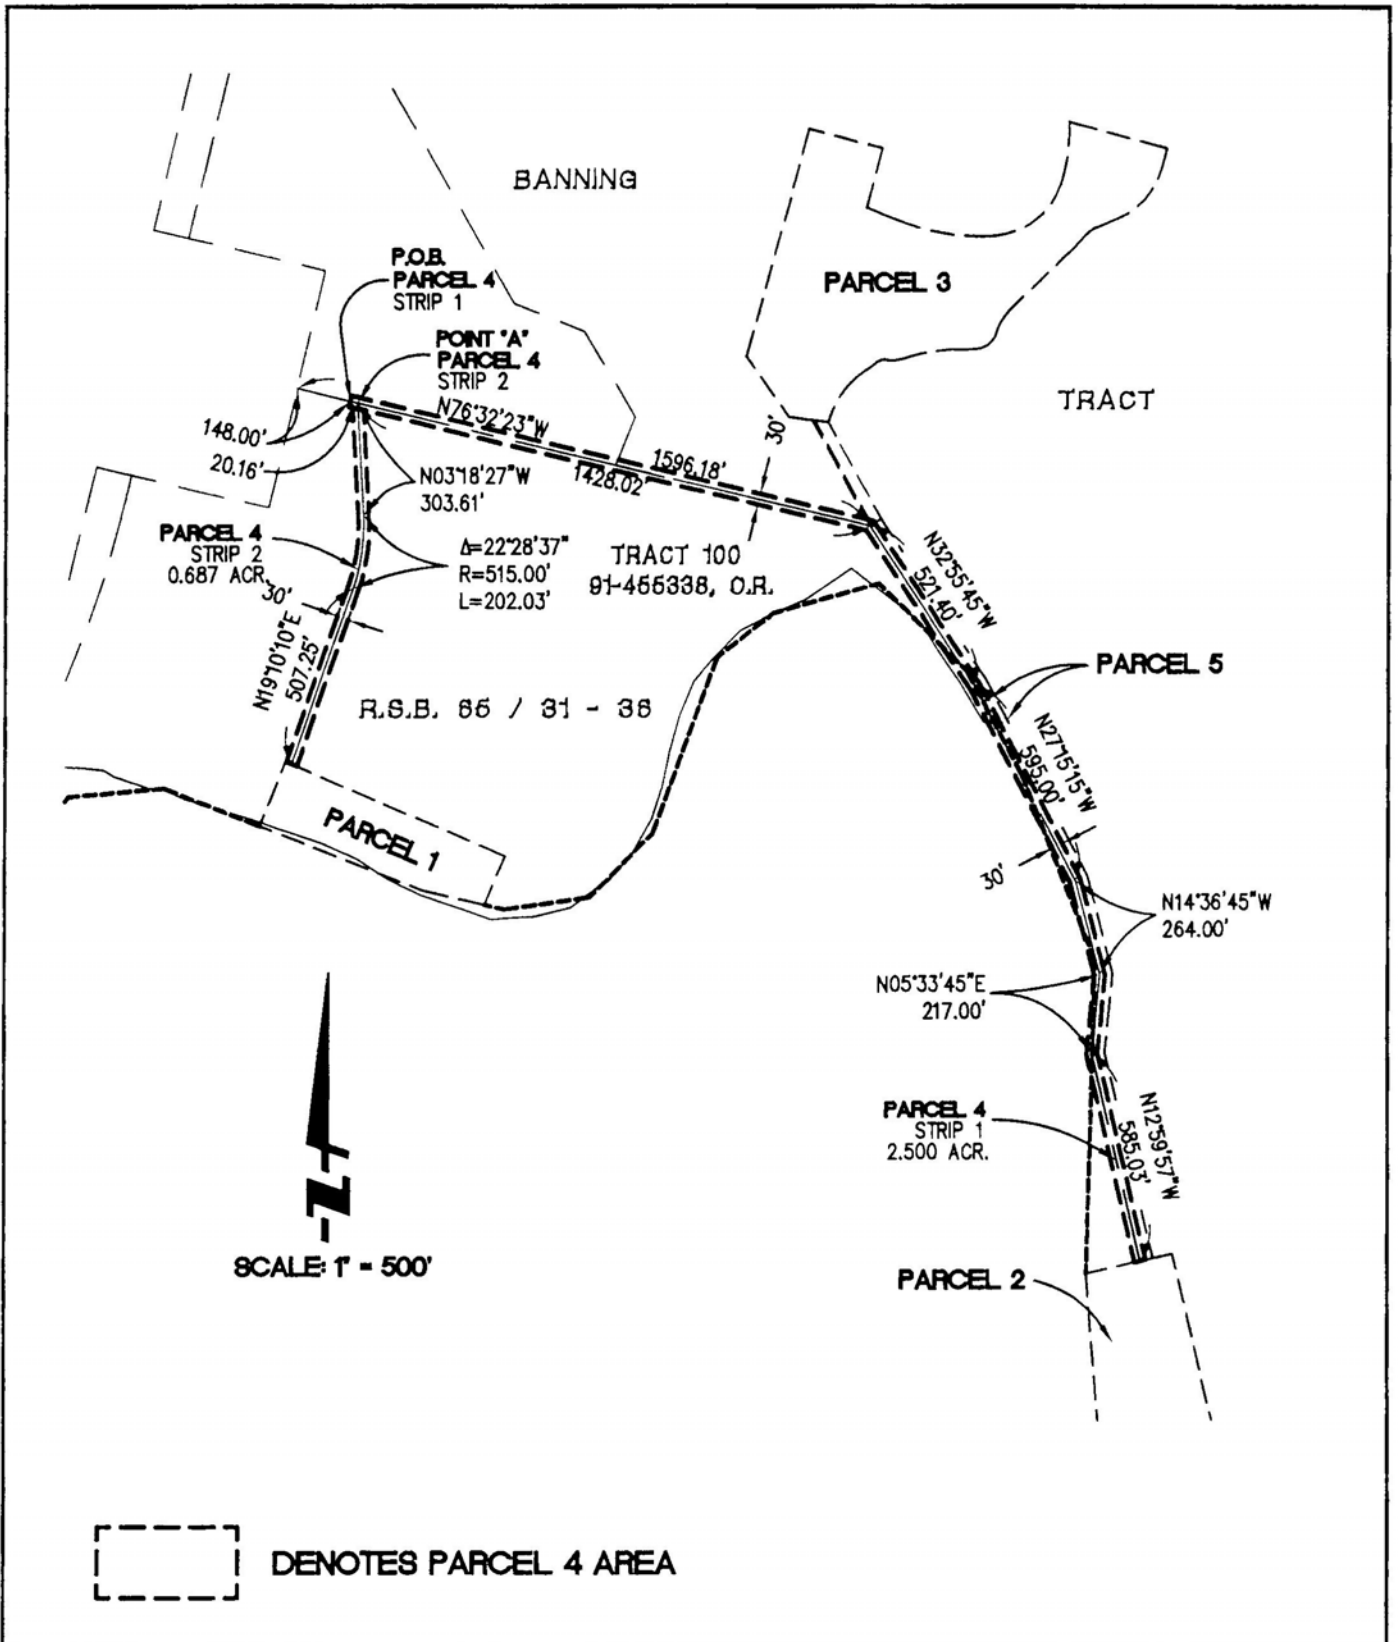 BANNING
P.O.B.
PARCEL 4
STRIP 1
PARCEL 3
POINT "A"
PARCEL 4
STRIP 2
TRACT
N76°32'23"W
148.00'
30'
20.16'
1596.18'
1428.02'
N03°18'27"W
303.61'
PARCEL 4
STRIP 2
0.687 ACR.
Δ=22°28'37"
R=515.00'
L=202.03'
TRACT 100
91-455338, O.R.
N32°55'45"W
521.40'
30'
N19°10'10"E
507.25'
PARCEL 5
R.S.B. 85 / 31 - 38
N27°15'15"W
595.00'
PARCEL 1
30'
N14°36'45"W
264.00'
N05°33'45"E
217.00'
PARCEL 4
STRIP 1
2.500 ACR.
N12°59'57"W
585.03'
SCALE: 1" = 500'
PARCEL 2
DENOTES PARCEL 4 AREA